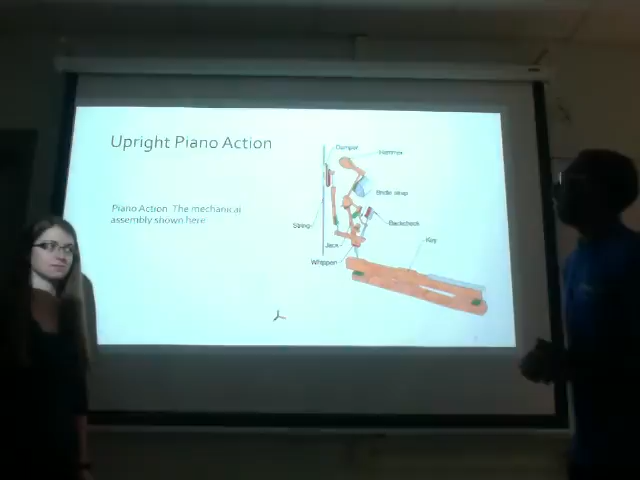 Upright Piano Action
Piano Action: The mechanical
assembly shown here
Damper
Hammer
Bridle strap
String
Backcheck
Jack
Key
Whippen